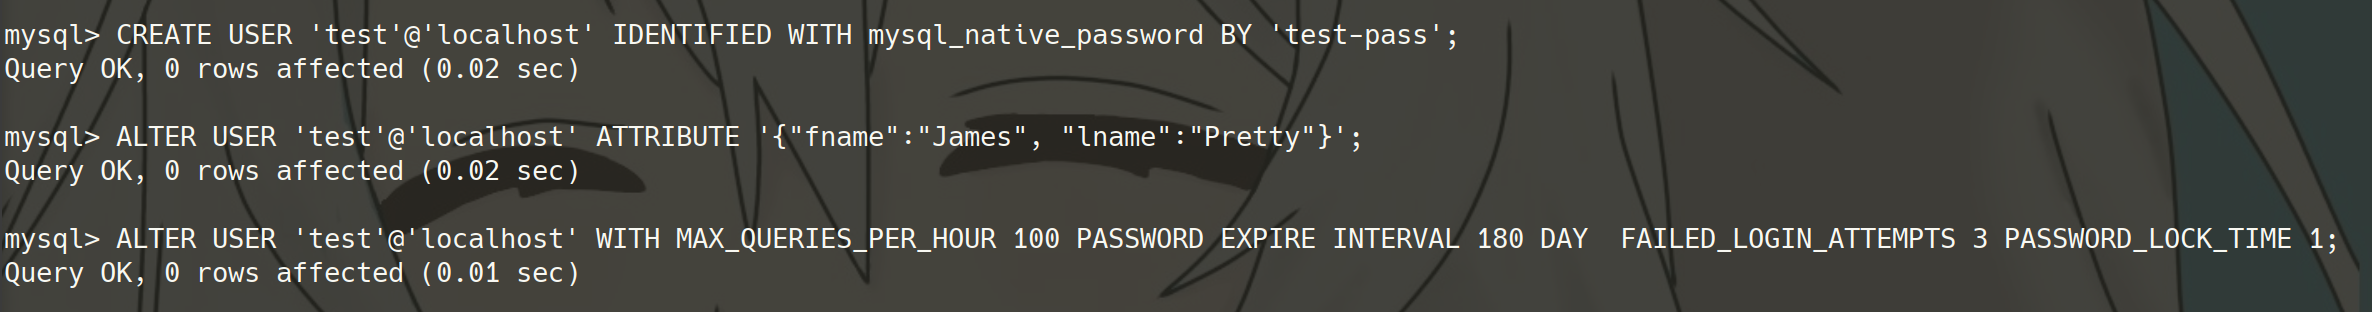 mysql> CREATE USER 'test'@'localhost' IDENTIFIED WITH mysql_native_password BY 'test-pass';
Query OK, 0 rows affected (0.02 sec)

mysql> ALTER USER 'test'@'localhost' ATTRIBUTE '{"fname":"James", "lname":"Pretty"}';
Query OK, 0 rows affected (0.02 sec)

mysql> ALTER USER 'test'@'localhost' WITH MAX_QUERIES_PER_HOUR 100 PASSWORD EXPIRE INTERVAL 180 DAY  FAILED_LOGIN_ATTEMPTS 3 PASSWORD_LOCK_TIME 1;
Query OK, 0 rows affected (0.01 sec)